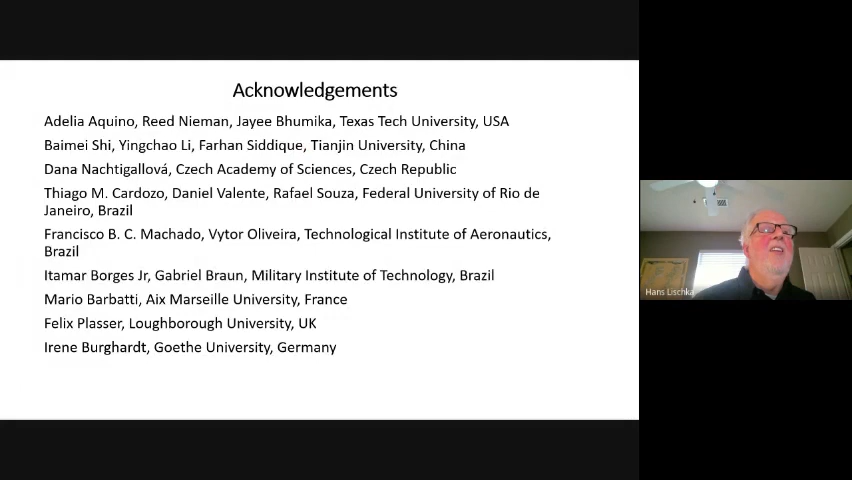 Acknowledgements
Adelia Aquino, Reed Nieman, Jayee Bhumika, Texas Tech University, USA
Baimei Shi, Yingchao Li, Farhan Siddique, Tianjin University, China
Dana Nachtigallová, Czech Academy of Sciences, Czech Republic
Thiago M. Cardozo, Daniel Valente, Rafael Souza, Federal University of Rio de
Janeiro, Brazil
Francisco B. C. Machado, Vytor Oliveira, Technological Institute of Aeronautics,
Brazil
Itamar Borges Jr, Gabriel Braun, Military Institute of Technology, Brazil
Mario Barbatti, Aix Marseille University, France
Felix Plasser, Loughborough University, UK
Irene Burghardt, Goethe University, Germany
Hans Lischka